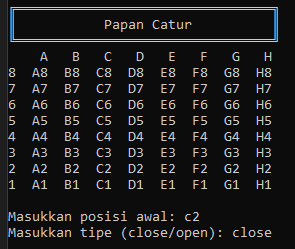 Papan Catur
A B C D E F G H
8 A8 B8 C8 D8 E8 F8 G8 H8
7 A7 B7 C7 D7 E7 F7 G7 H7
6 A6 B6 C6 D6 E6 F6 G6 H6
5 A5 B5 C5 D5 E5 F5 G5 H5
4 A4 B4 C4 D4 E4 F4 G4 H4
3 A3 B3 C3 D3 E3 F3 G3 H3
2 A2 B2 C2 D2 E2 F2 G2 H2
1 A1 B1 C1 D1 E1 F1 G1 H1
Masukkan posisi awal: c2
Masukkan tipe (close/open): close